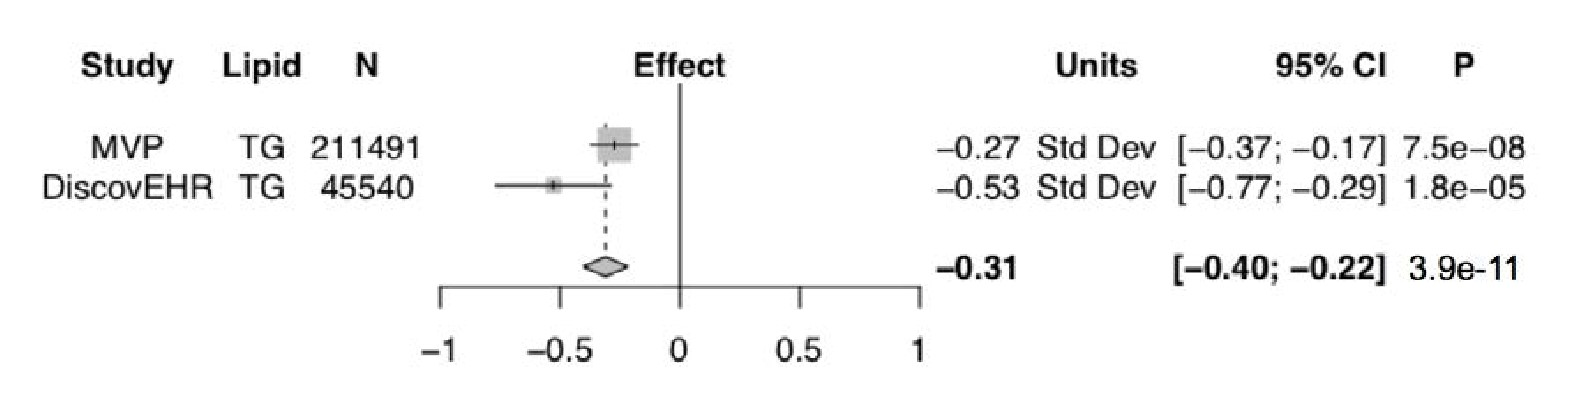 Study Lipid N Effect Units 95% CI P
MVP TG 211491 −0.27 Std Dev [−0.37; −0.17] 7.5e−08
DiscovEHR TG 45540 −0.53 Std Dev [−0.77; −0.29] 1.8e−05
−0.31 [−0.40; −0.22] 3.9e-11
−1 −0.5 0 0.5 1